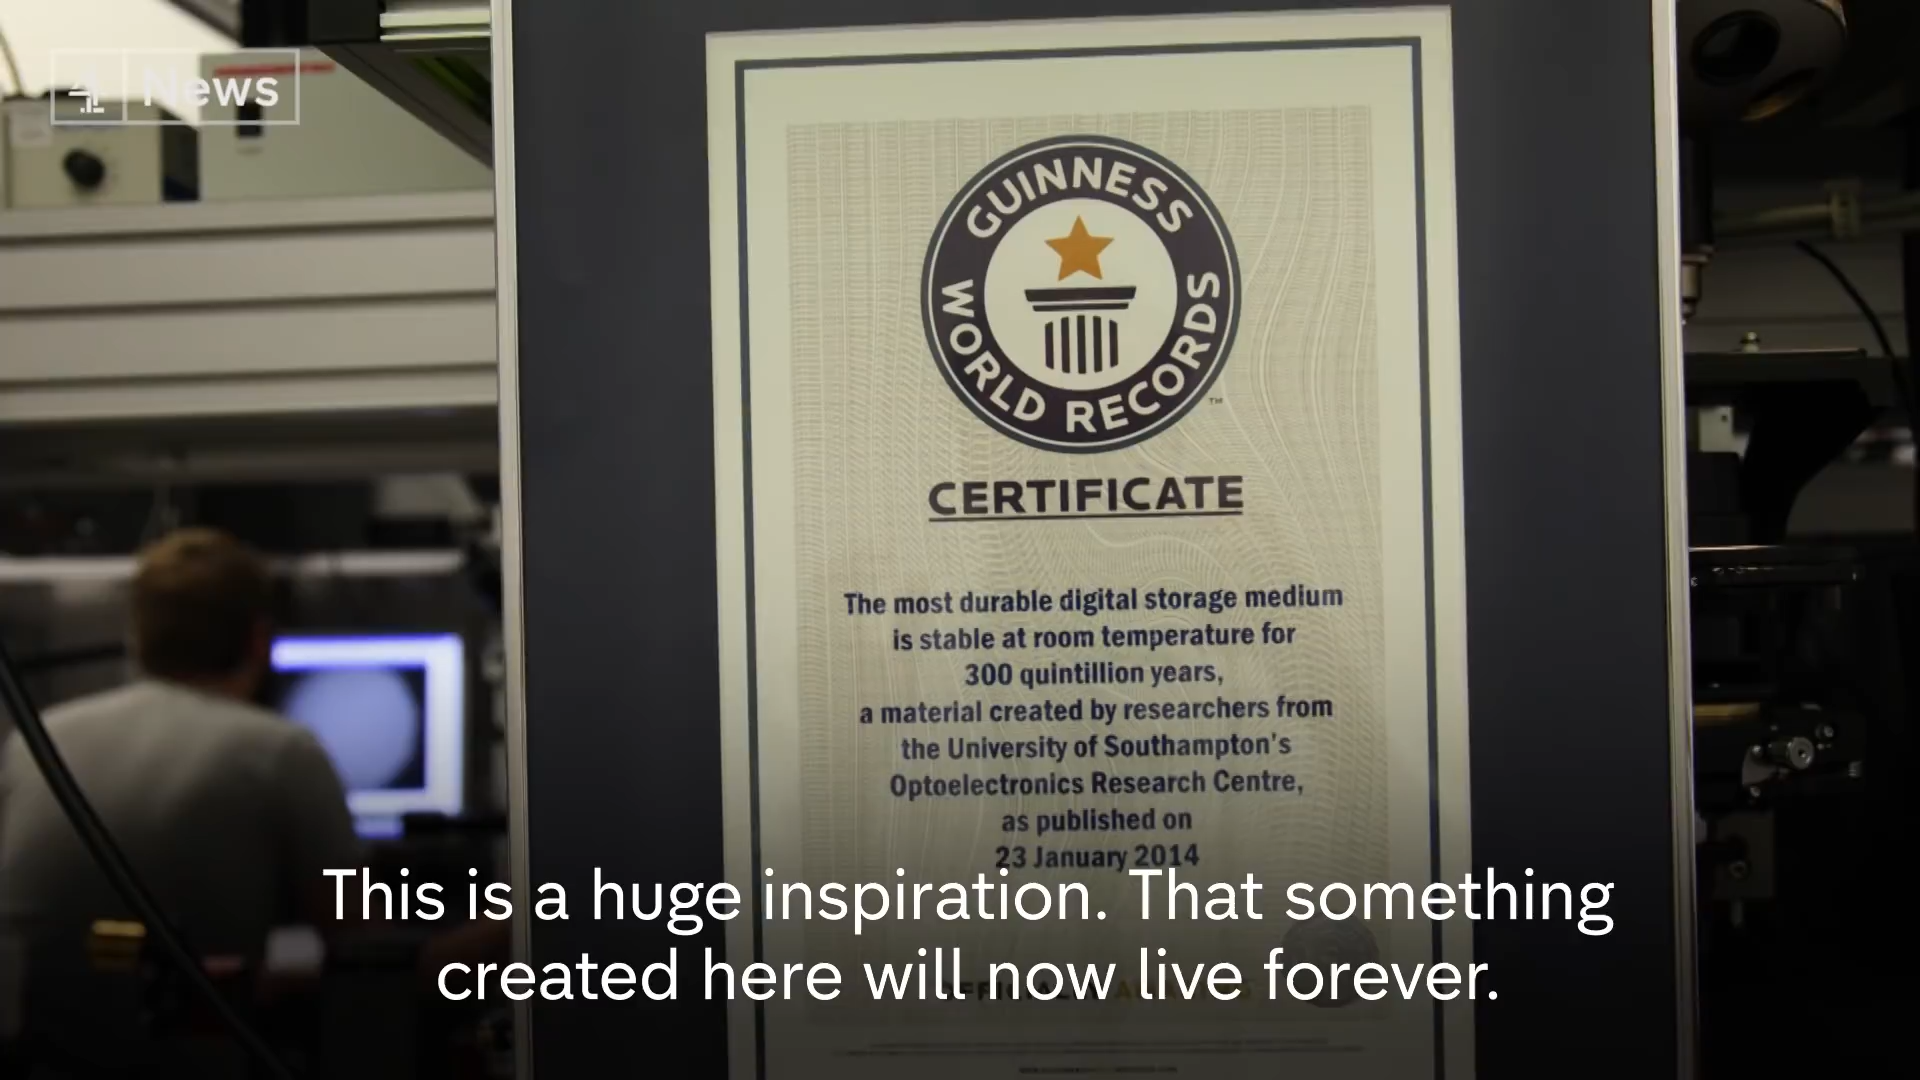 4 News
GUINNESS
WORLD RECORDS
™
CERTIFICATE
The most durable digital storage medium
is stable at room temperature for
300 quintillion years,
a material created by researchers from
the University of Southampton's
Optoelectronics Research Centre,
as published on
23 January 2014
This is a huge inspiration. That something
created here will now live forever.